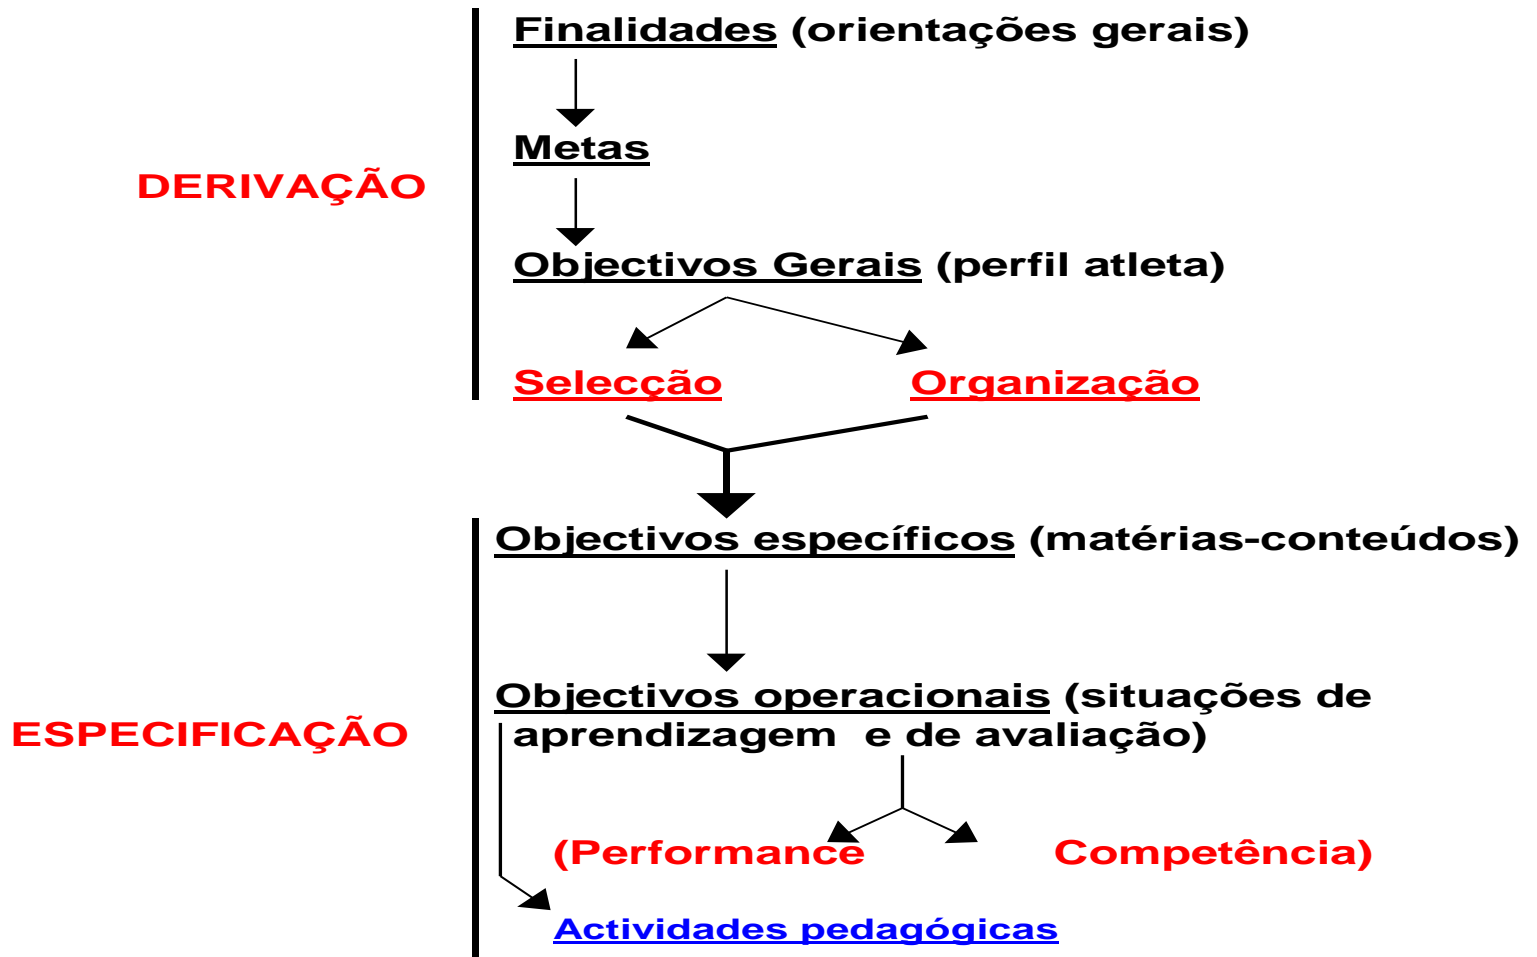 Finalidades (orientações gerais)
Metas
DERIVAÇÃO
Objectivos Gerais (perfil atleta)
Selecção Organização
Objectivos específicos (matérias-conteúdos)
Objectivos operacionais (situações de
ESPECIFICAÇÃO aprendizagem e de avaliação)
(Performance Competência)
Actividades pedagógicas